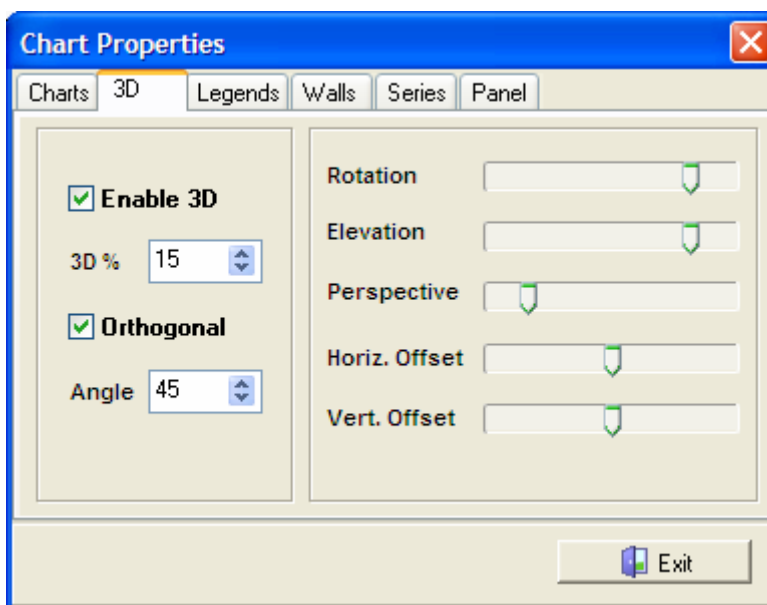 Chart Properties
Charts 3D Legends Walls Series Panel
Enable 3D
3D % 15
Orthogonal
Angle 45
Rotation
Elevation
Perspective
Horiz. Offset
Vert. Offset
Exit